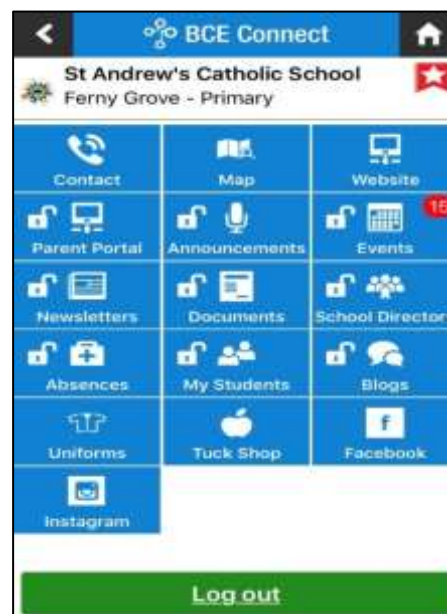 BCE Connect
St Andrew's Catholic School
Ferny Grove - Primary
Contact
Map
Website
Parent Portal
Announcements
15
Events
Newsletters
Documents
School Director
Absences
My Students
Blogs
Uniforms
Tuck Shop
f
Facebook
Instagram
Log out